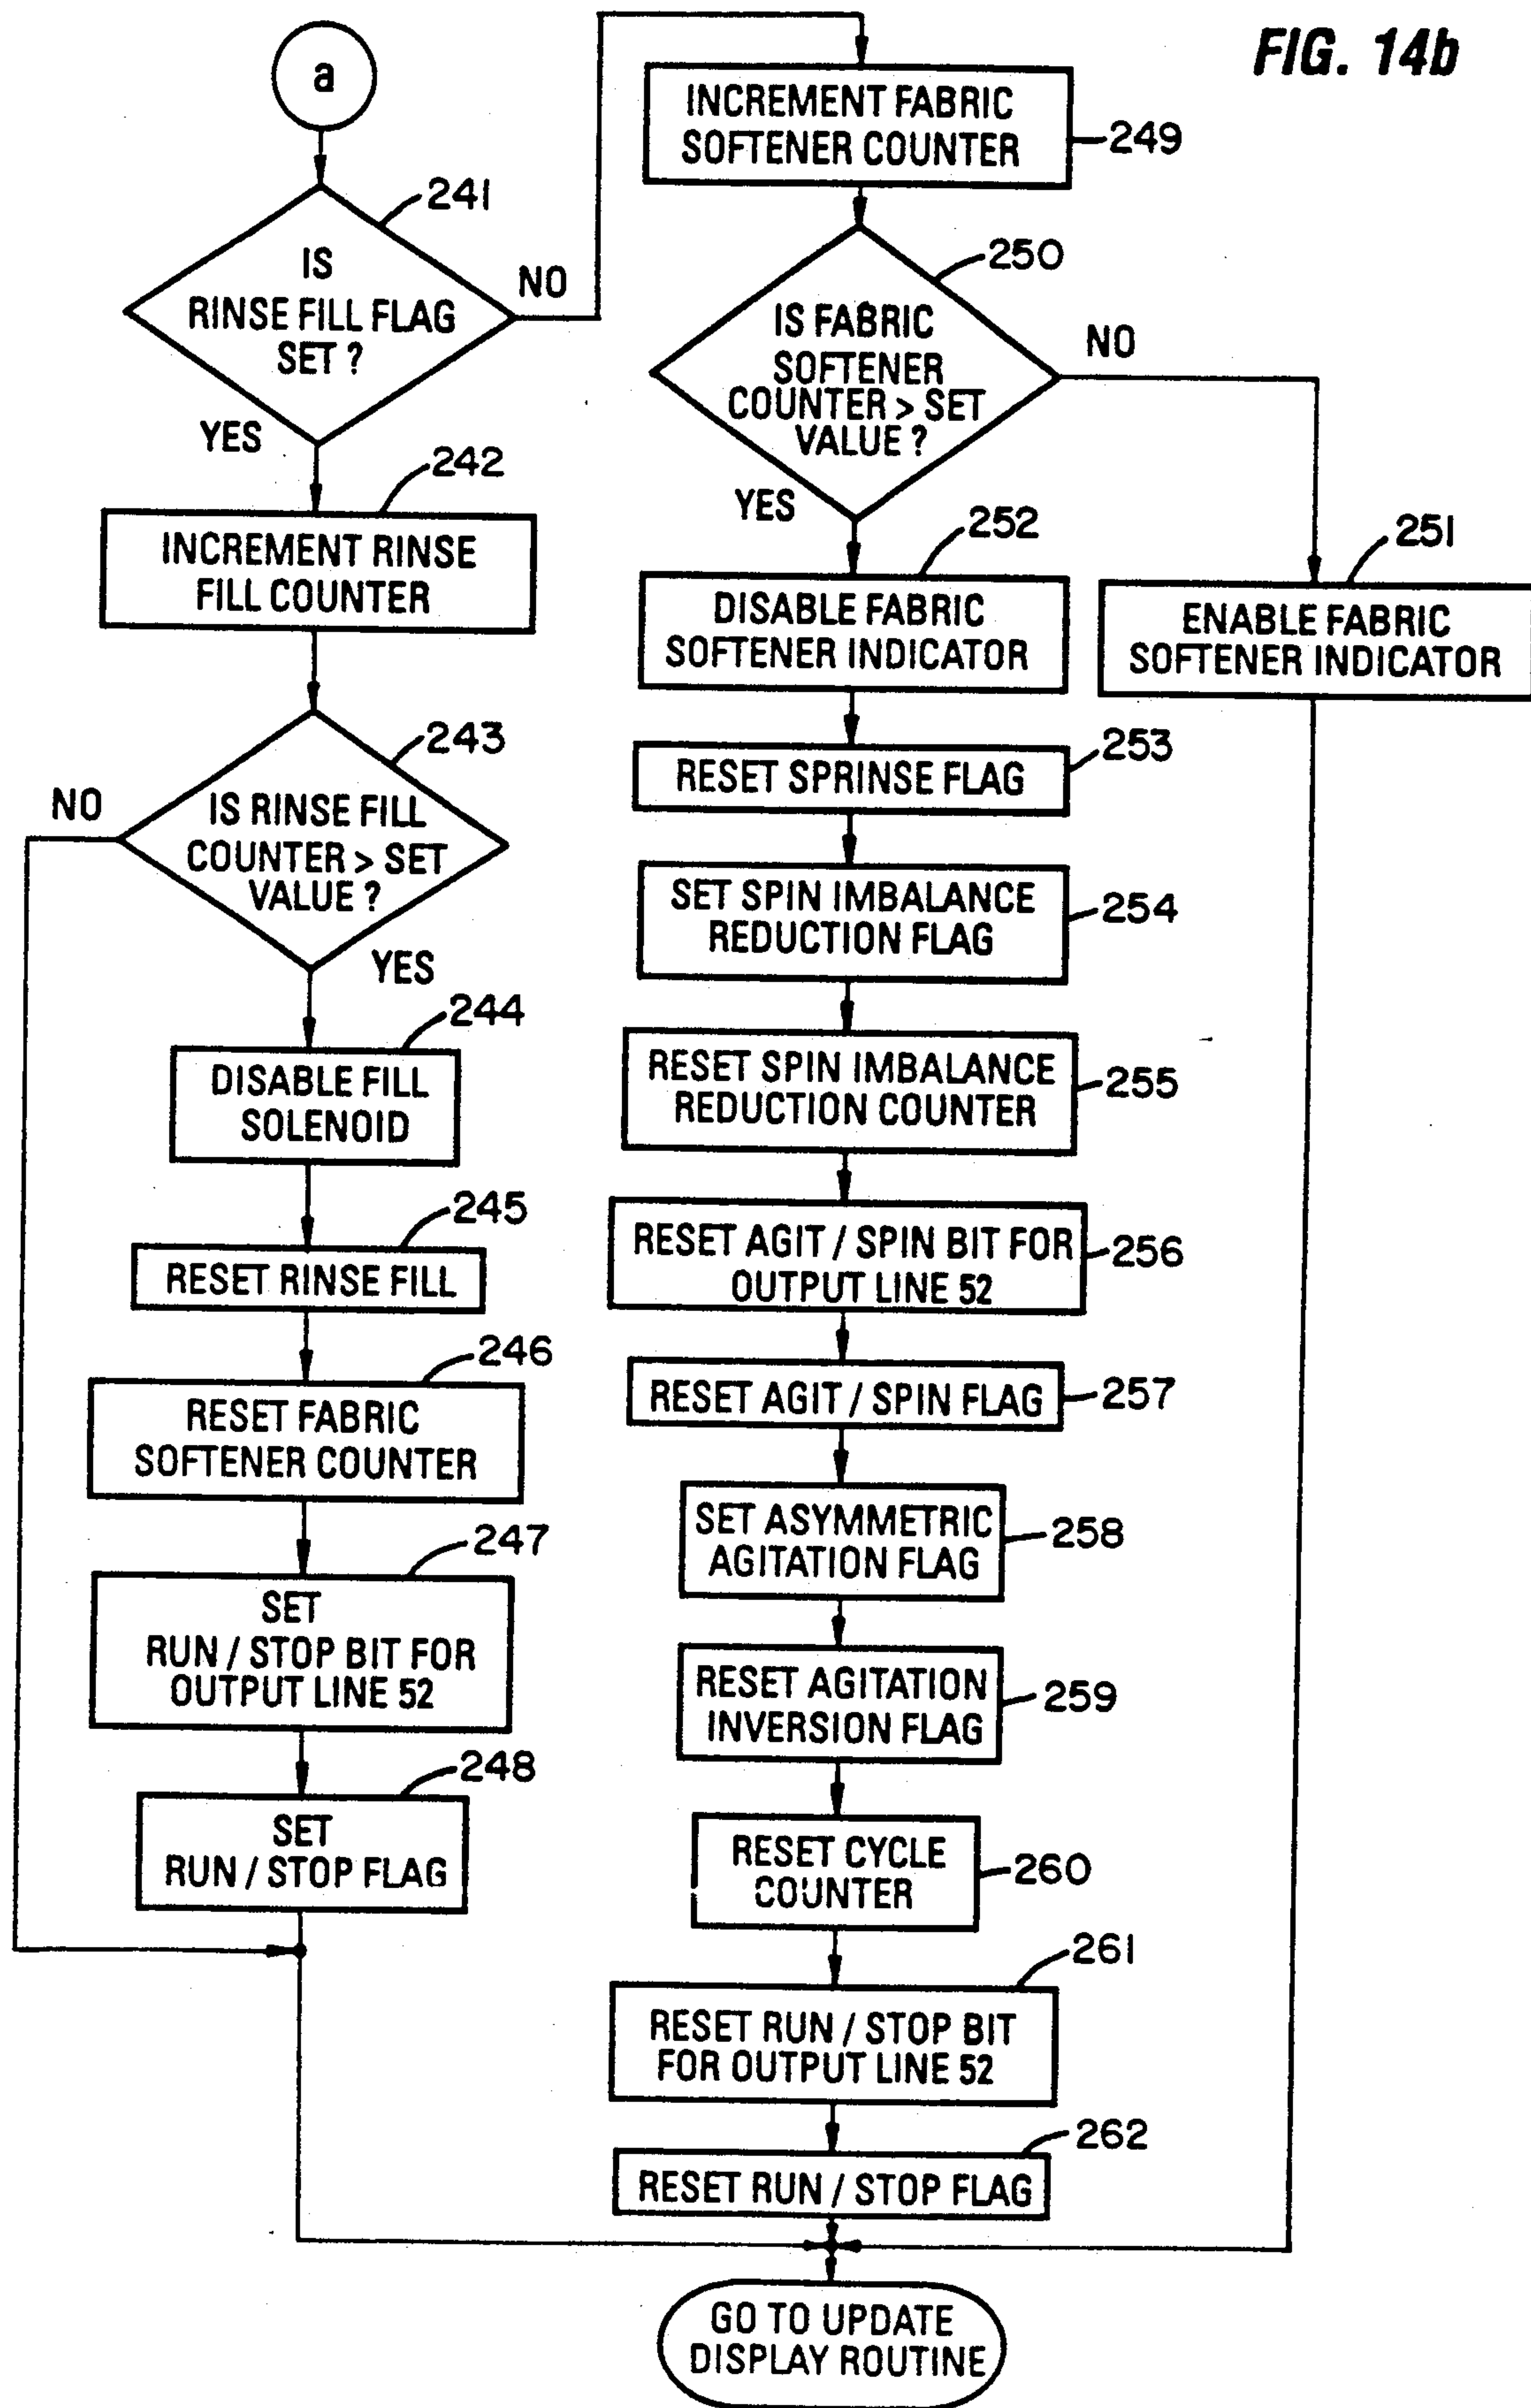 FIG. 14b
a
241
IS
RINSE FILL FLAG
SET ?
NO
YES
242
INCREMENT RINSE
FILL COUNTER
243
NO
IS RINSE FILL
COUNTER > SET
VALUE ?
YES
244
DISABLE FILL
SOLENOID
245
RESET RINSE FILL
246
RESET FABRIC
SOFTENER COUNTER
247
SET
RUN / STOP BIT FOR
OUTPUT LINE 52
248
SET
RUN / STOP FLAG
INCREMENT FABRIC
SOFTENER COUNTER
249
250
IS FABRIC
SOFTENER
COUNTER > SET
VALUE ?
NO
YES
251
ENABLE FABRIC
SOFTENER INDICATOR
252
DISABLE FABRIC
SOFTENER INDICATOR
253
RESET SPRINSE FLAG
SET SPIN IMBALANCE
REDUCTION FLAG
254
RESET SPIN IMBALANCE
REDUCTION COUNTER
255
RESET AGIT / SPIN BIT FOR
OUTPUT LINE 52
256
RESET AGIT / SPIN FLAG
257
SET ASYMMETRIC
AGITATION FLAG
258
RESET AGITATION
INVERSION FLAG
259
RESET CYCLE
COUNTER
260
261
RESET RUN / STOP BIT
FOR OUTPUT LINE 52
262
RESET RUN / STOP FLAG
GO TO UPDATE
DISPLAY ROUTINE